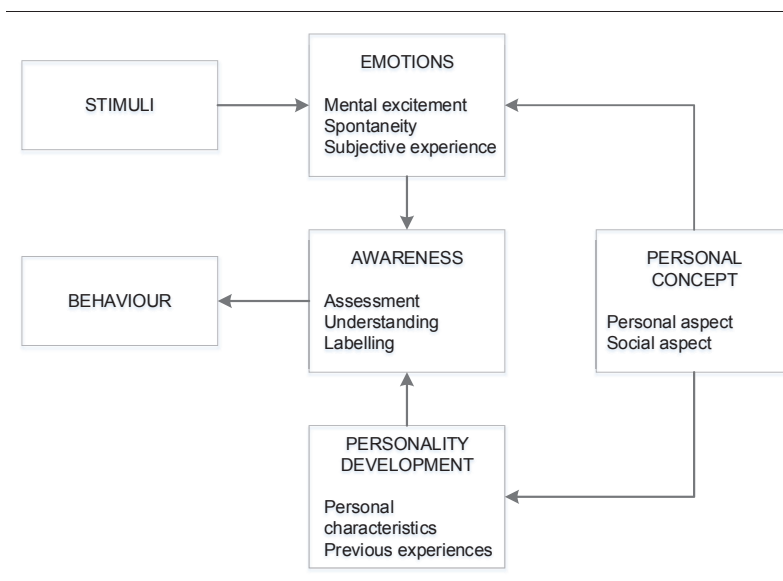 STIMULI
EMOTIONS
Mental excitement
Spontaneity
Subjective experience
BEHAVIOUR
AWARENESS
Assessment
Understanding
Labelling
PERSONAL
CONCEPT
Personal aspect
Social aspect
PERSONALITY
DEVELOPMENT
Personal
characteristics
Previous experiences